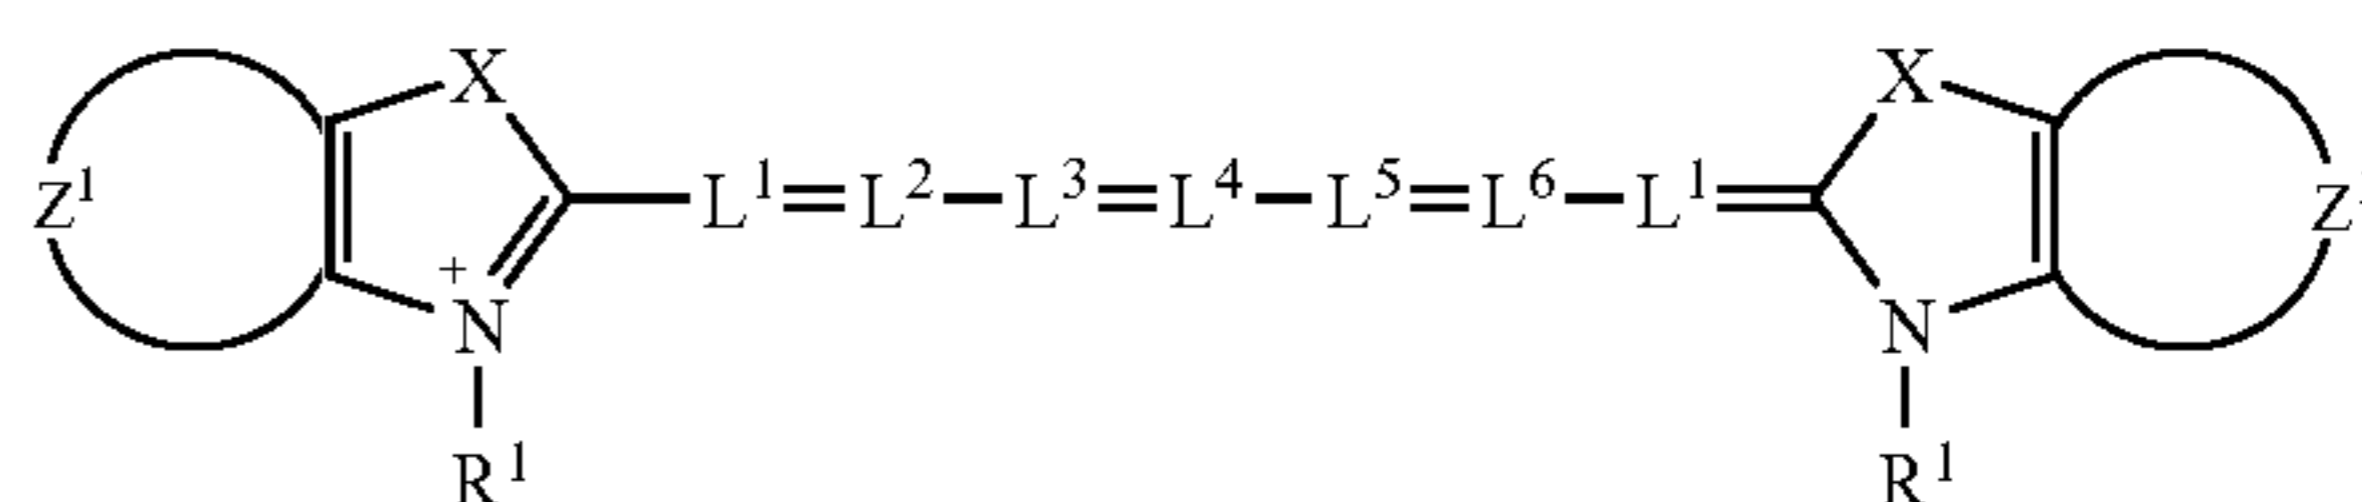 X X
Z¹ L¹=L²—L³=L⁴—L⁵=L⁶—L¹ Z
+
N N
R¹ R¹